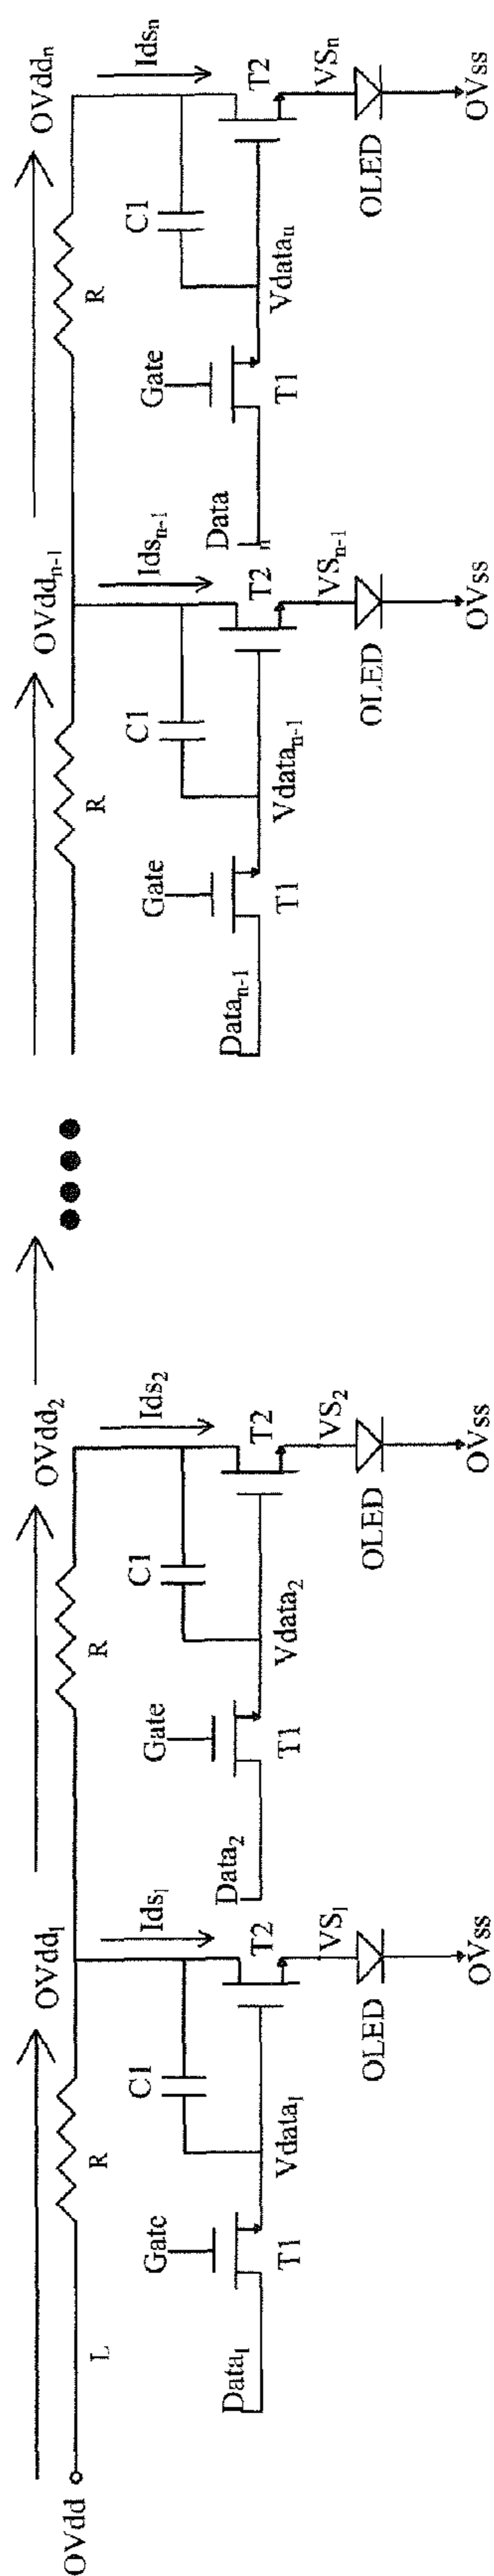 OVdd
L
R
OVdd1
Ids1
C1
Gate
Data1
T1
Vdata1
T2
VS1
OLED
OVss
R
OVdd2
Ids2
C1
Gate
Data2
T1
Vdata2
T2
VS2
OLED
OVss
R
OVddn-1
Idsn-1
C1
Gate
Datan-1
T1
Vdatan-1
T2
VSn-1
OLED
OVss
R
OVddn
Idsn
C1
Gate
Data
n
T1
Vdatan
T2
VSn
OLED
OVss